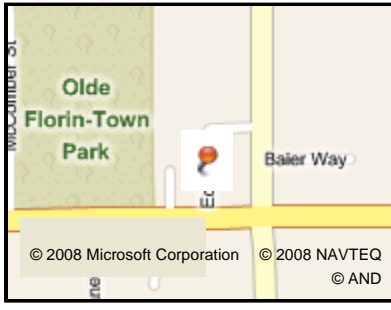 Olde
Florin-Town
Park
Baier Way
© 2008 Microsoft Corporation © 2008 NAVTEQ
© AND